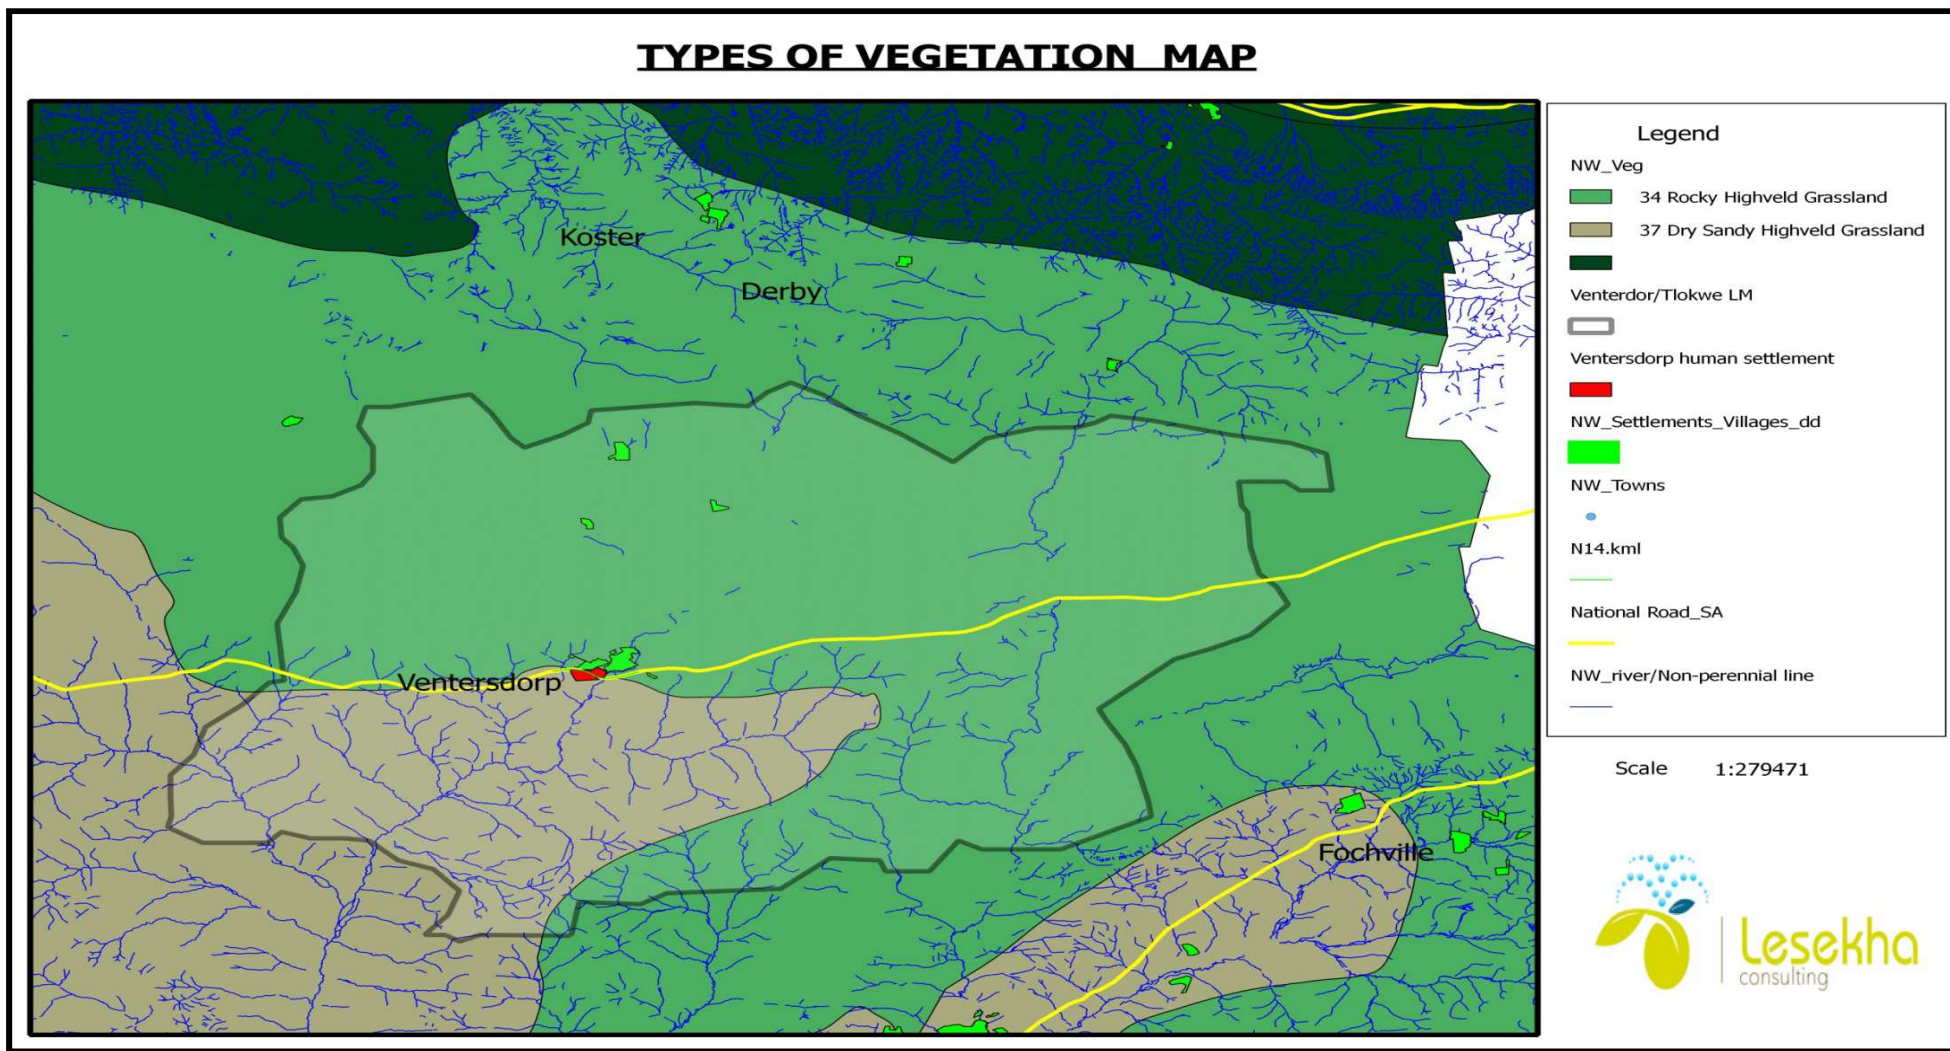 TYPES OF VEGETATION MAP
Koster
Derby
Ventersdorp
Fochville
Legend
NW_Veg
34 Rocky Highveld Grassland
37 Dry Sandy Highveld Grassland
Venterdor/Tlokwe LM
Ventersdorp human settlement
NW_Settlements_Villages_dd
NW_Towns
N14.kml
National Road_SA
NW_river/Non-perennial line
Scale 1:279471
Lesekha
consulting